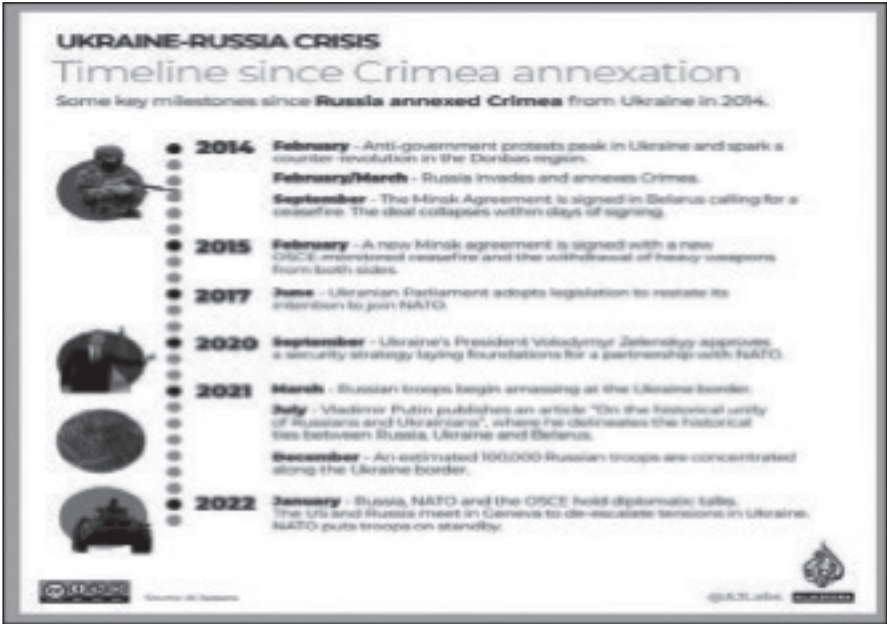 UKRAINE-RUSSIA CRISIS
Timeline since Crimea annexation
Some key milestones since Russia annexed Crimea from Ukraine in 2014.
2014 February - Anti-government protests peak in Ukraine and spark a
counter-revolution in the Donbas region.
February/March - Russia invades and annexes Crimea.
September - The Minsk Agreement is signed in Belarus calling for a
ceasefire. The deal collapses within days of signing.
2015 February - A new Minsk agreement is signed with a new
OSCE-monitored ceasefire and the withdrawal of heavy weapons
from both sides.
2017 June - Ukranian Parliament adopts legislation to restate its
intention to join NATO.
2020 September - Ukraine's President Volodymyr Zelenskyy approves
a security strategy laying foundations for a partnership with NATO.
2021 March - Russian troops begin amassing at the Ukraine border.
July - Vladimir Putin publishes an article "On the historical unity
of Russians and Ukrainians", where he delineates the historical
ties between Russia, Ukraine and Belarus.
December - An estimated 100,000 Russian troops are concentrated
along the Ukraine border.
2022 January - Russia, NATO and the OSCE hold diplomatic talks.
The US and Russia meet in Geneva to de-escalate tensions in Ukraine.
NATO puts troops on standby.
@AJLabs ALJAZEERA